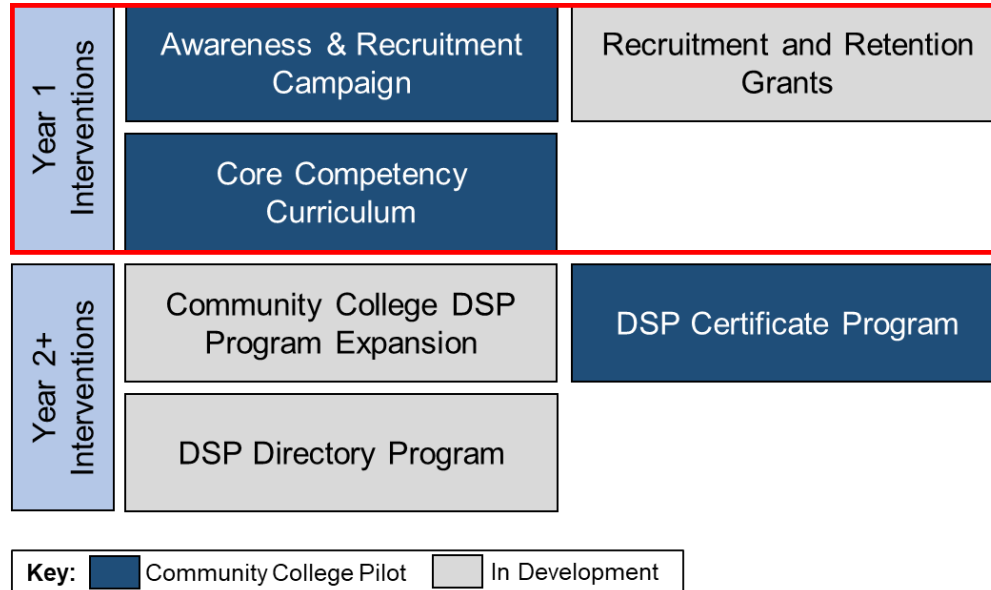 Year 1
Interventions
Awareness & Recruitment
Campaign
Recruitment and Retention
Grants
Core Competency
Curriculum
Year 2+
Interventions
Community College DSP
Program Expansion
DSP Certificate Program
DSP Directory Program
Key: Community College Pilot In Development